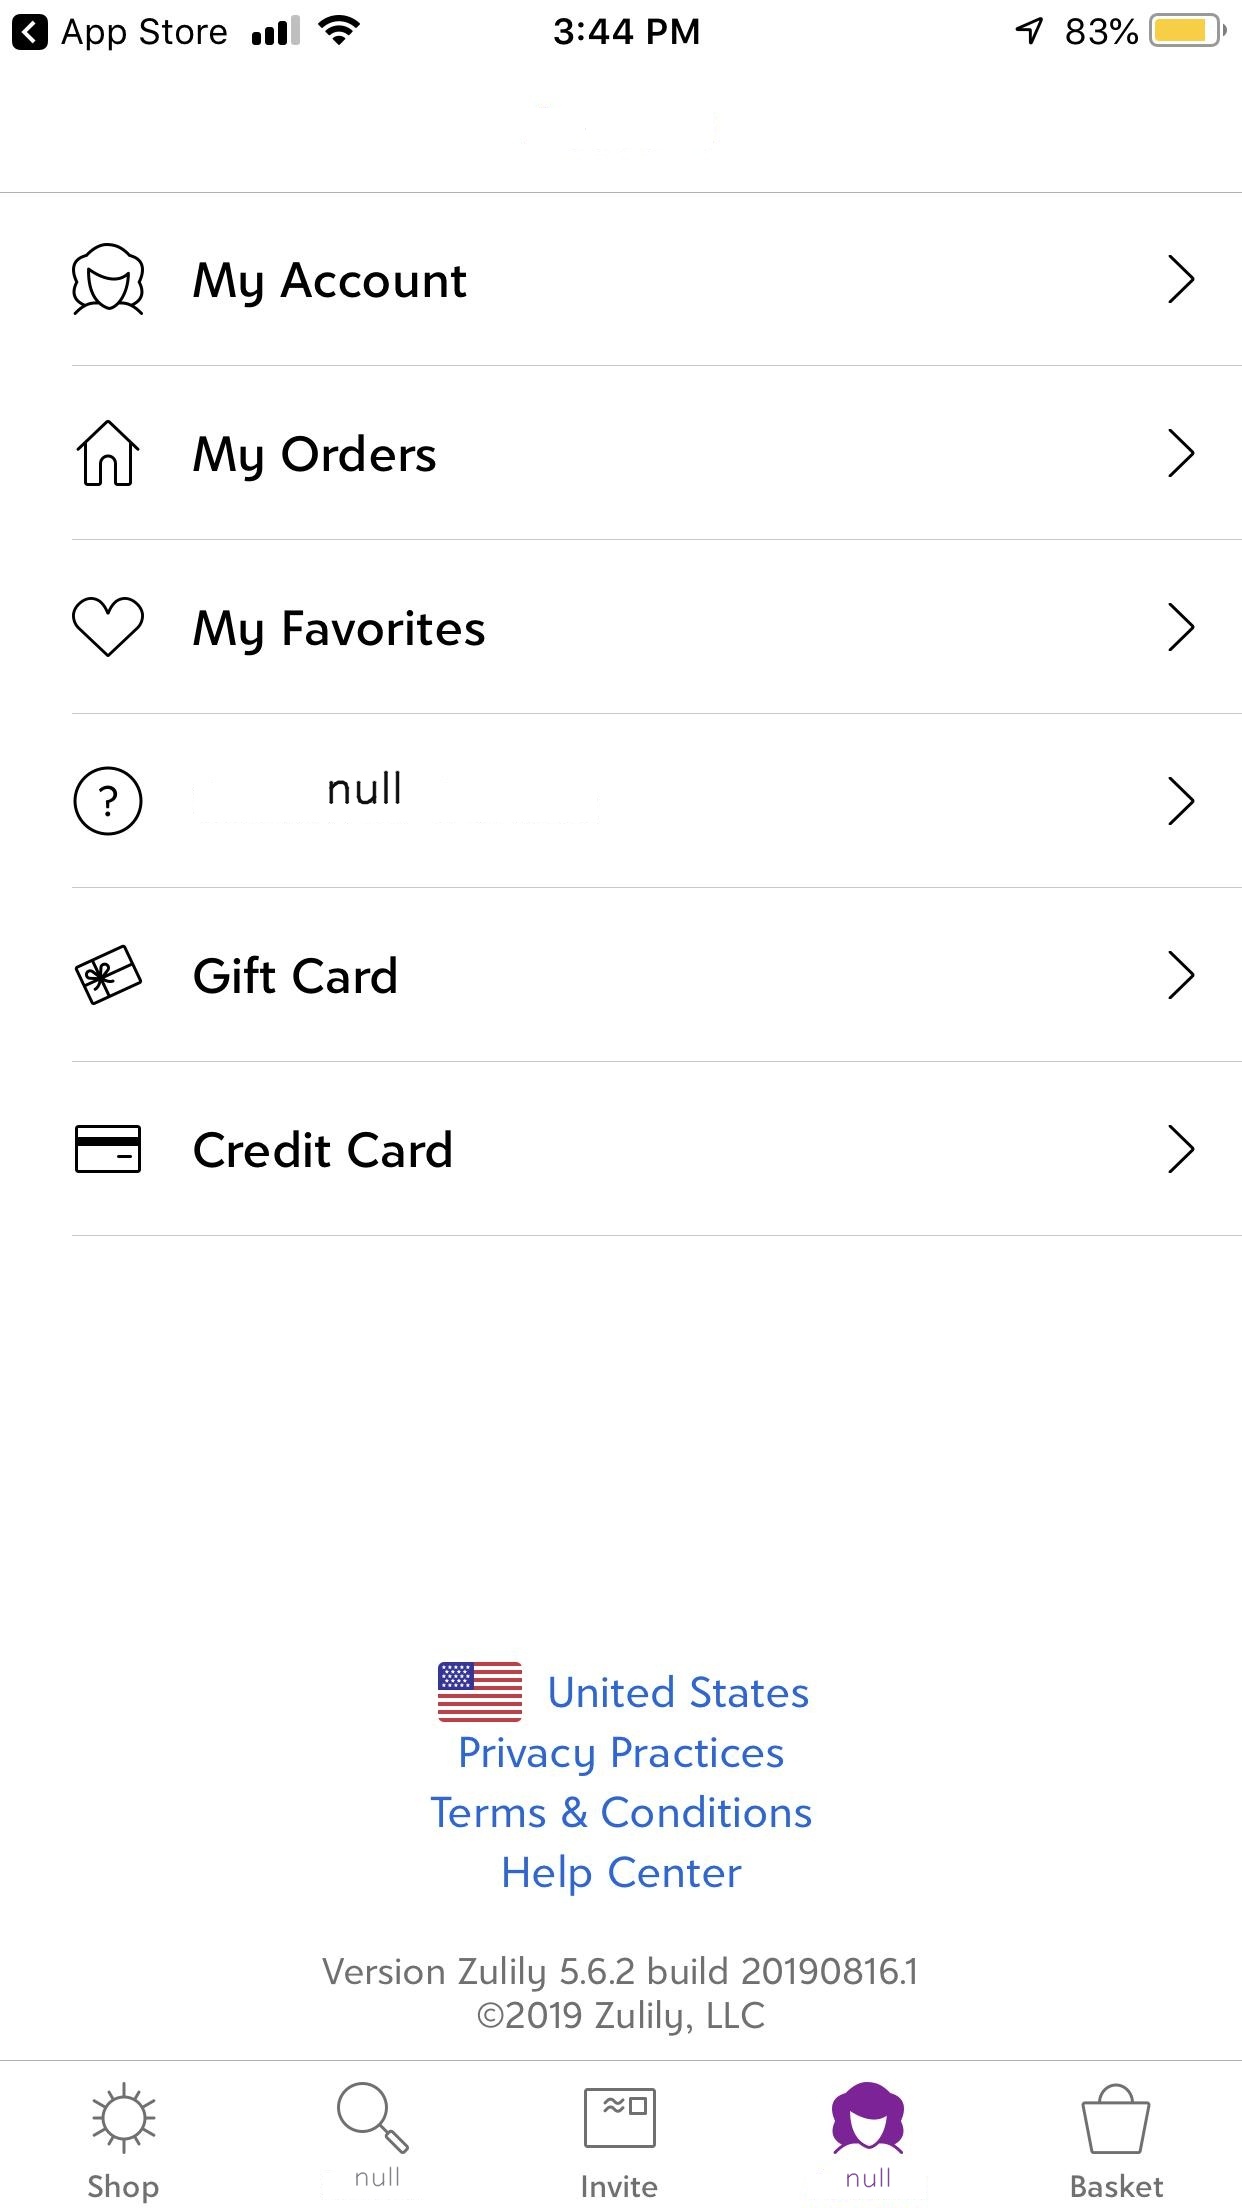 App Store 3:44 PM 83%
My Account
My Orders
My Favorites
? null
Gift Card
Credit Card
United States
Privacy Practices
Terms & Conditions
Help Center
Version Zulily 5.6.2 build 20190816.1
©2019 Zulily, LLC
Shop null Invite null Basket